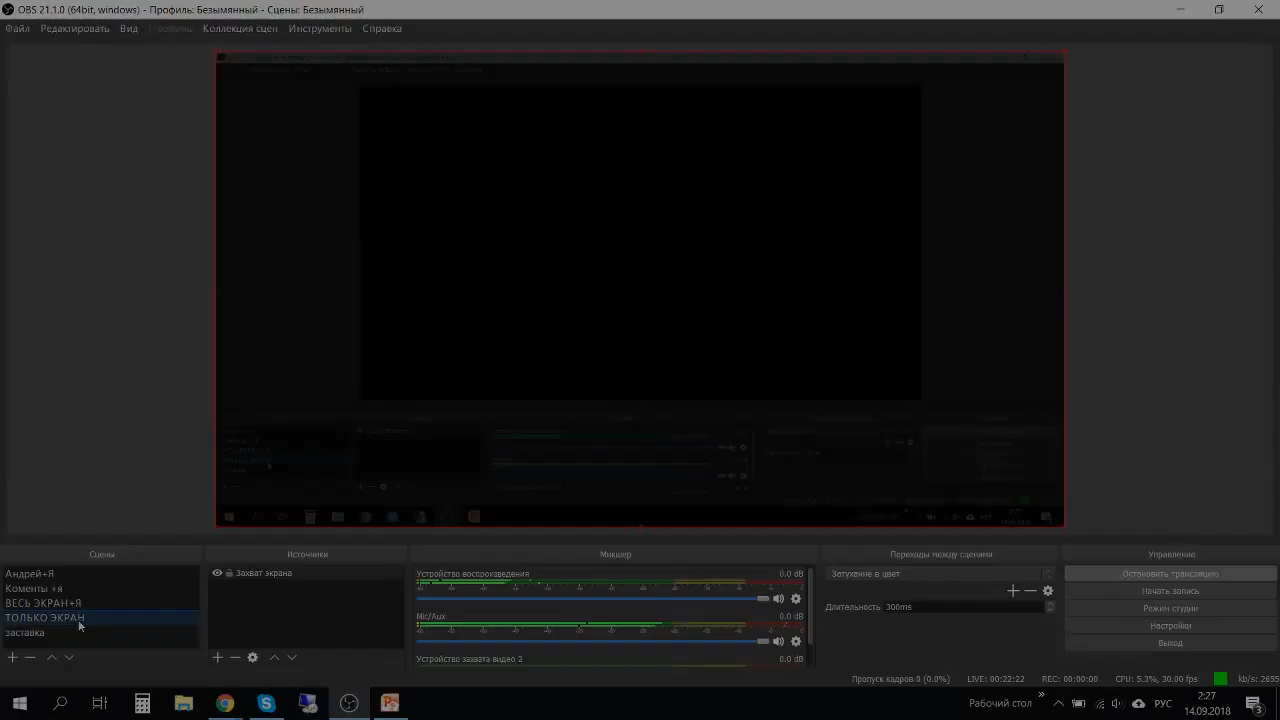 OBS 21.1.0 (64bit, windows) - Профиль: Безымянный - Сцены: Безымянный
Файл Редактировать Вид Профиль Коллекция сцен Инструменты Справка
Сцены
Андрей+Я
Коменты +я
ВЕСЬ ЭКРАН+Я
ТОЛЬКО ЭКРАН
заставка
Источники
Захват экрана
Микшер
Устройство воспроизведения 0.0 dB
Mic/Aux 0.0 dB
Устройство захвата видео 2 0.0 dB
Переходы между сценами
Затухание в цвет
Длительность 300ms
Управление
Остановить трансляцию
Начать запись
Режим студии
Настройки
Выход
Пропуск кадров 0 (0.0%) LIVE: 00:22:22 REC: 00:00:00 CPU: 5.3%, 30.00 fps kb/s: 2655
Рабочий стол » РУС 2:27
14.09.2018 3